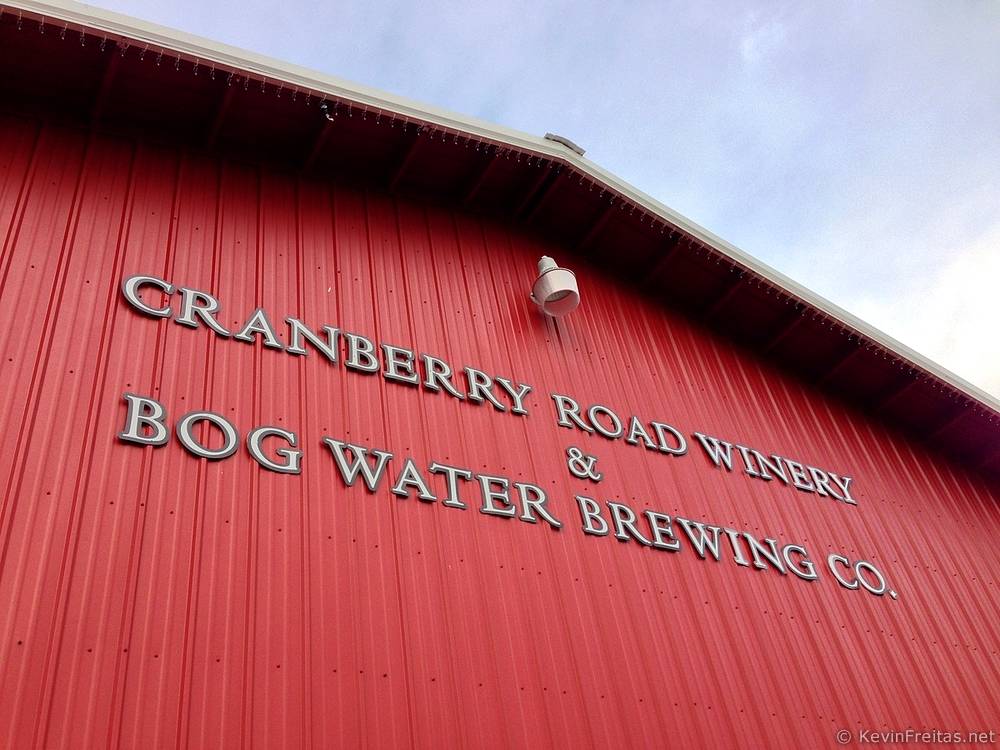 CRANBERRY ROAD WINERY
&
BOG WATER BREWING CO.
© KevinFreitas.net